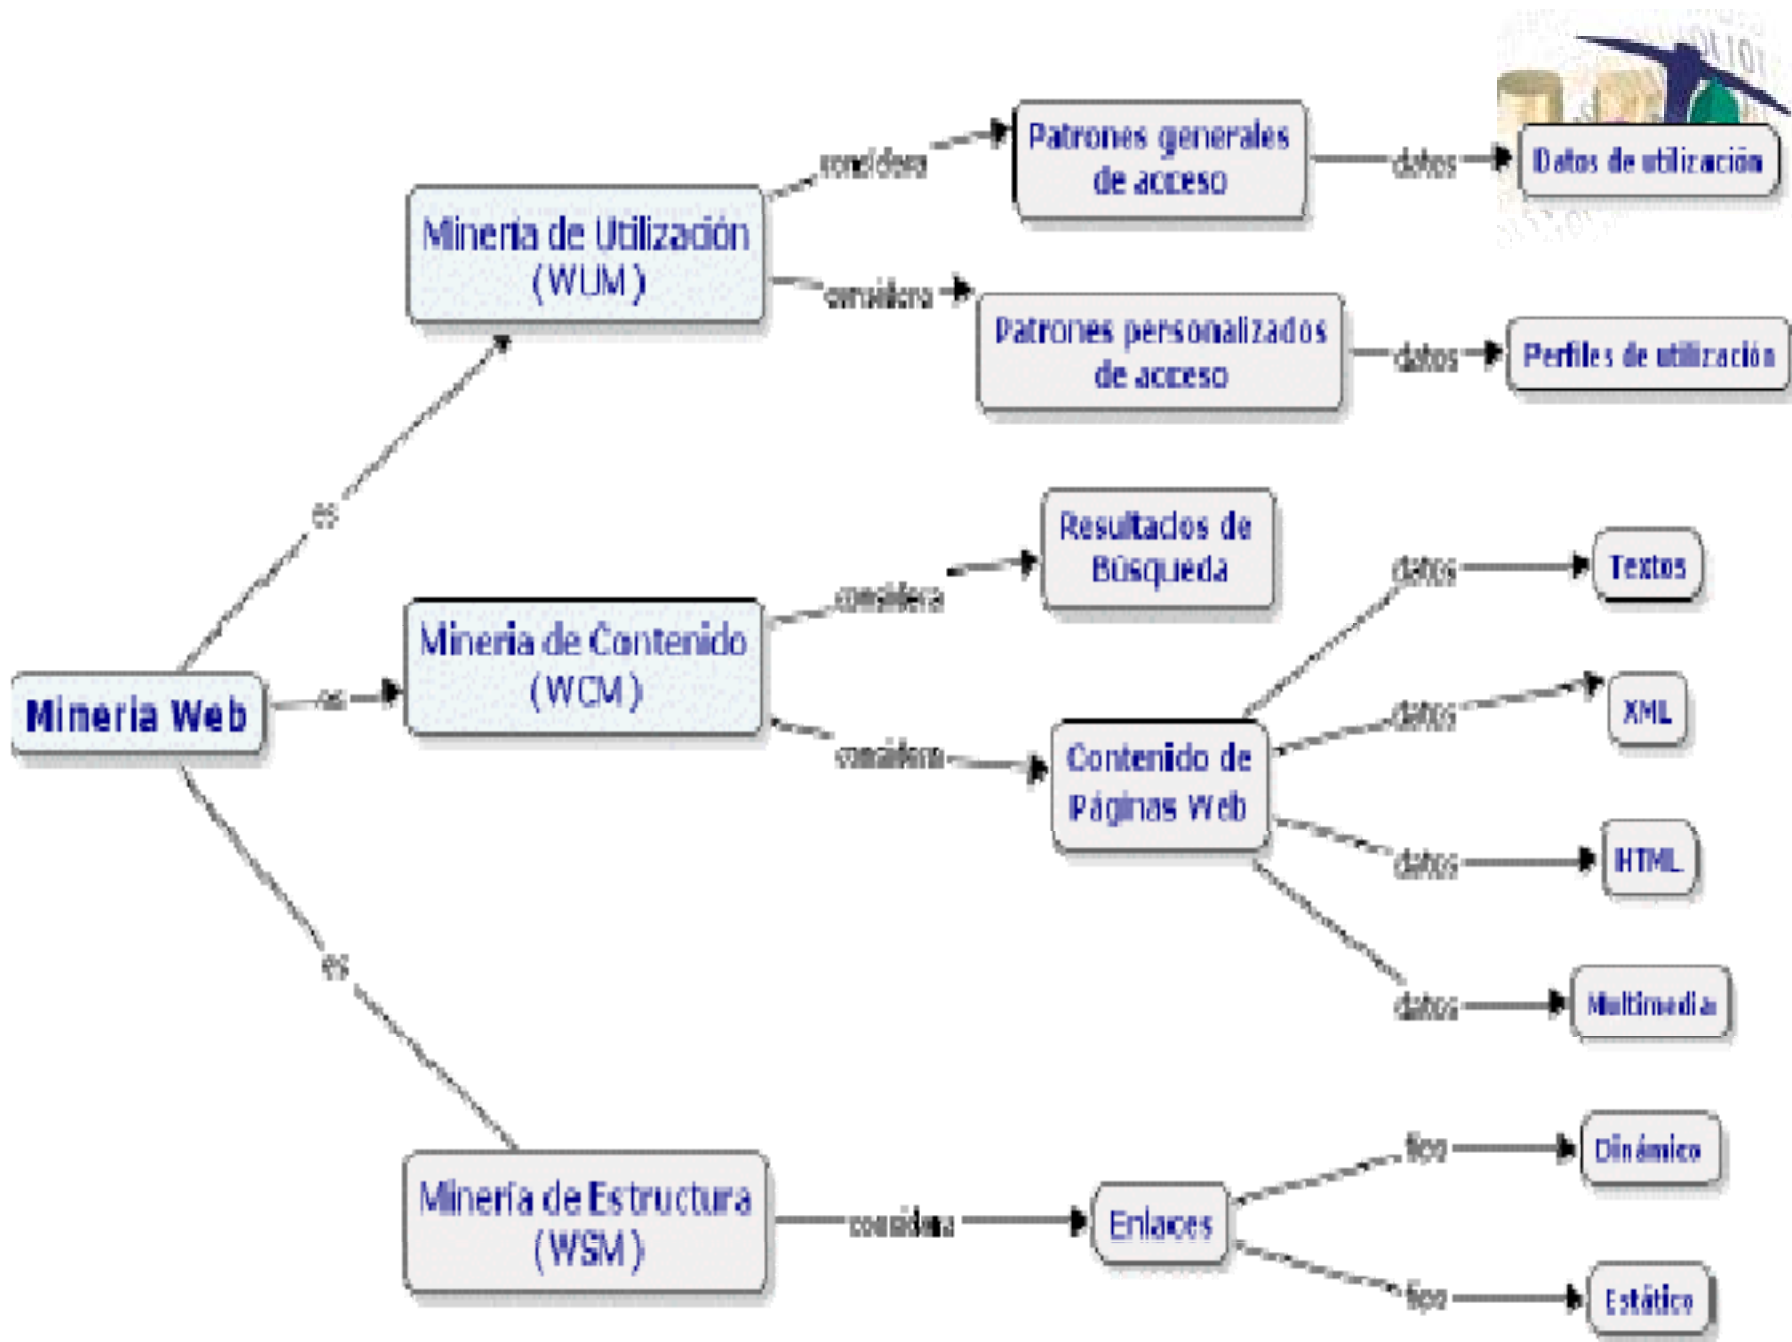 Patrones generales
de acceso
considera
datos
Datos de utilización
Minería de Utilización
(WUM)
considera
Patrones personalizados
de acceso
datos
Perfiles de utilización
es
Resultados de
Búsqueda
considera
datos
Textos
Mineria de Contenido
(WCM)
Mineria Web
es
datos
XML
considera
Contenido de
Páginas Web
datos
HTML
es
datos
Multimedia
tipo
Dinámico
Minería de Estructura
(WSM)
considera
Enlaces
tipo
Estático